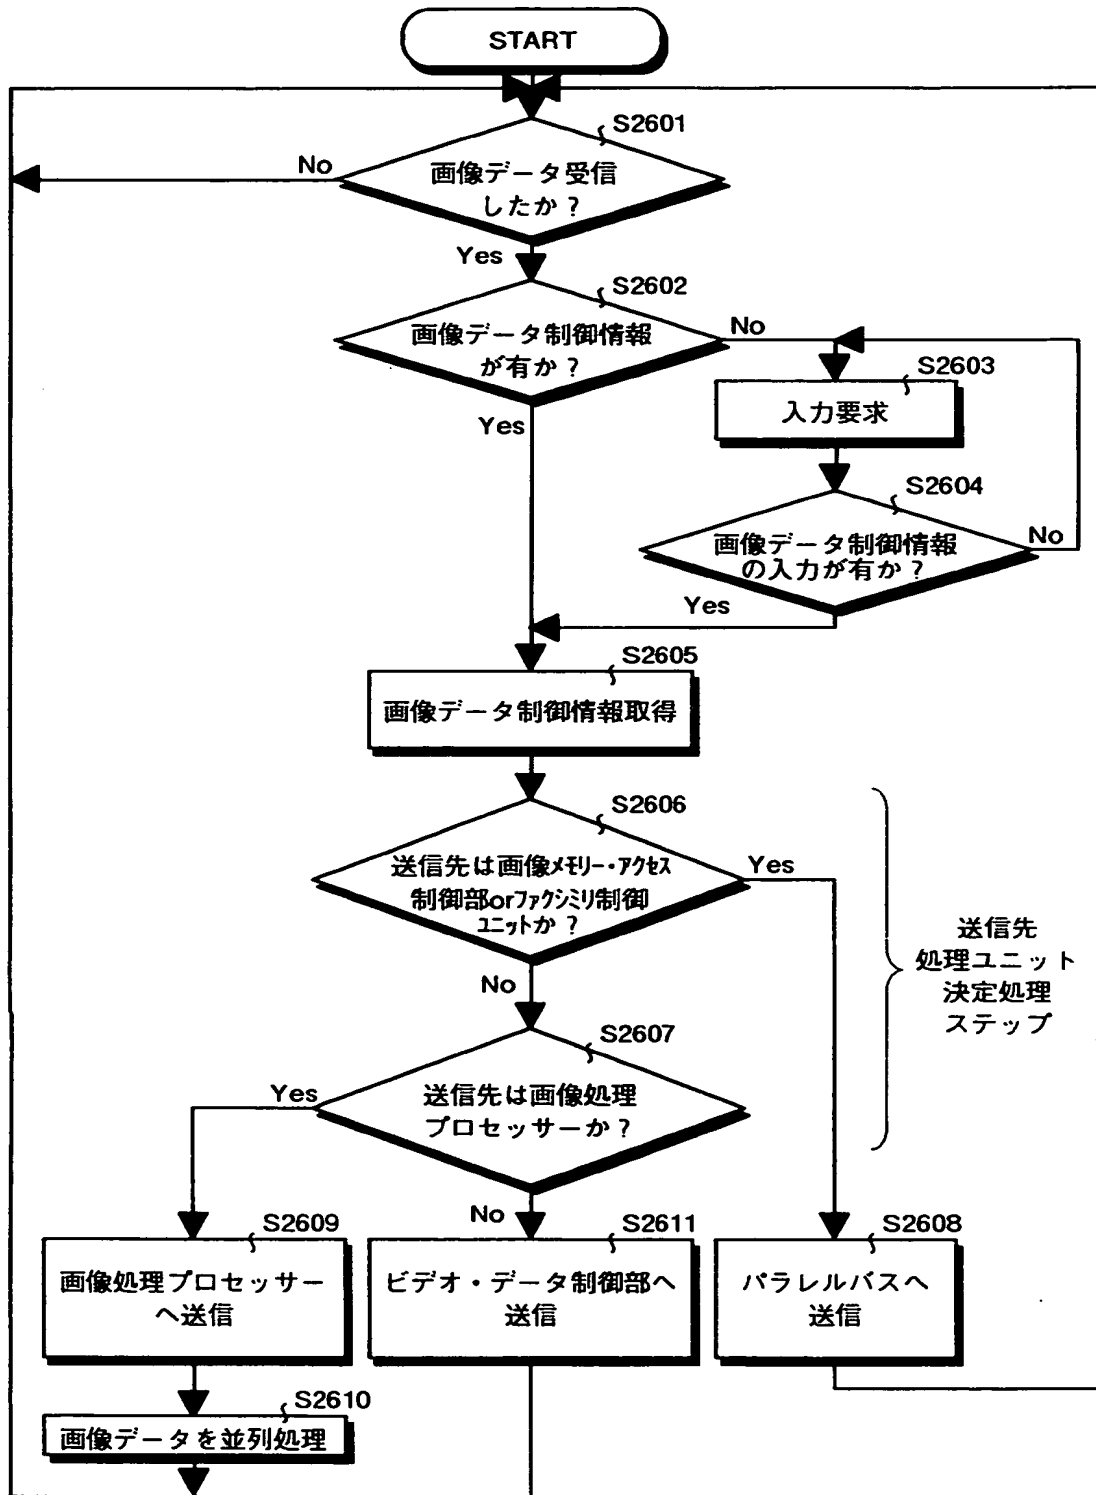 START
S2601
No
画像データ受信
したか？
Yes
S2602
画像データ制御情報
が有か？
No
Yes
S2603
入力要求
S2604
画像データ制御情報
の入力が有か？
No
Yes
S2605
画像データ制御情報取得
S2606
送信先は画像メモリー・アクセス
制御部orファクシミリ制御
ユニットか？
Yes
No
送信先
処理ユニット
決定処理
ステップ
S2607
送信先は画像処理
プロセッサーか？
Yes
No
S2609
画像処理プロセッサー
へ送信
S2611
ビデオ・データ制御部へ
送信
S2608
パラレルバスへ
送信
S2610
画像データを並列処理